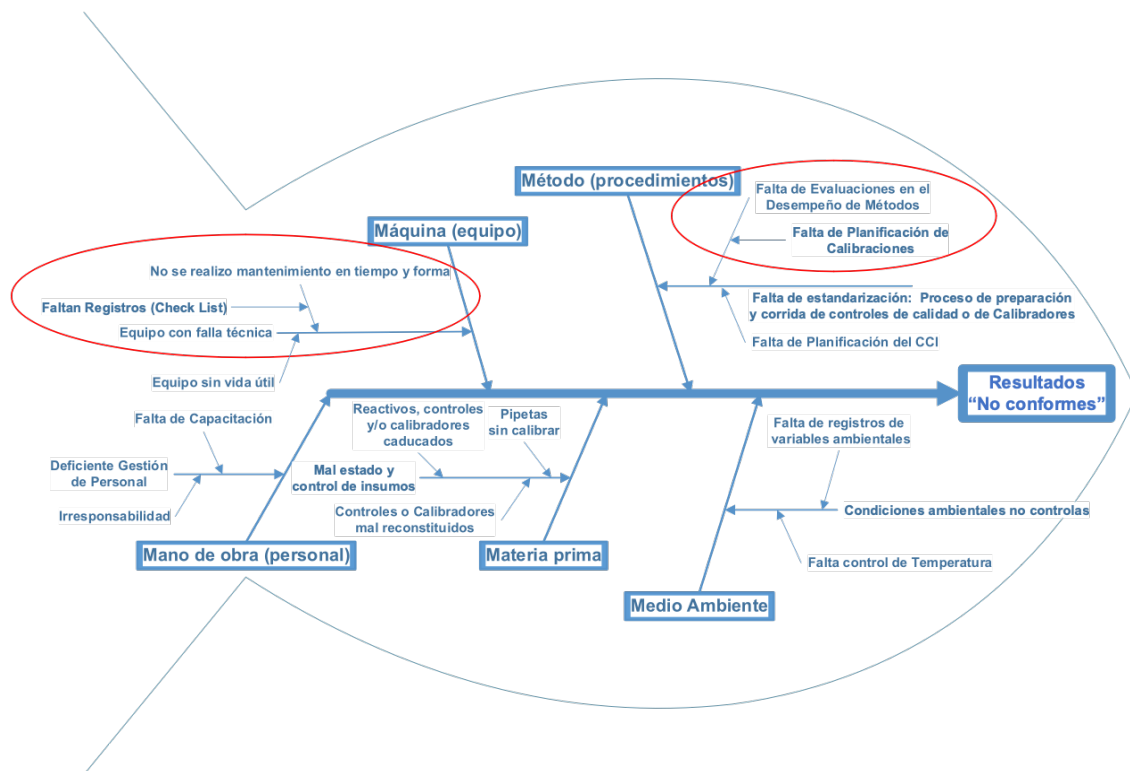 Método (procedimientos)
Falta de Evaluaciones en el
Desempeño de Métodos
Falta de Planificación de
Calibraciones
Falta de estandarización: Proceso de preparación
y corrida de controles de calidad o de Calibradores
Falta de Planificación del CCI
Máquina (equipo)
No se realizo mantenimiento en tiempo y forma
Faltan Registros (Check List)
Equipo con falla técnica
Equipo sin vida útil
Resultados
“No conformes”
Falta de Capacitación
Deficiente Gestión
de Personal
Irresponsabilidad
Mano de obra (personal)
Reactivos, controles
y/o calibradores
caducados
Pipetas
sin calibrar
Mal estado y
control de insumos
Controles o Calibradores
mal reconstituidos
Materia prima
Falta de registros de
variables ambientales
Condiciones ambientales no controlas
Falta control de Temperatura
Medio Ambiente